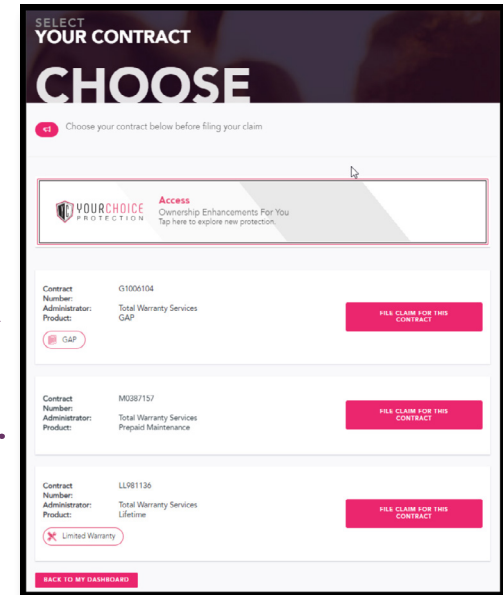 SELECT
YOUR CONTRACT
CHOOSE
Choose your contract below before filing your claim
YOURCHOICE
PROTECTION
Access
Ownership Enhancements For You
Tap here to explore new protection.
Contract Number: G1006104
Administrator: Total Warranty Services
Product: GAP
GAP
FILE CLAIM FOR THIS
CONTRACT
Contract Number: M0387157
Administrator: Total Warranty Services
Product: Prepaid Maintenance
FILE CLAIM FOR THIS
CONTRACT
Contract Number: LL981136
Administrator: Total Warranty Services
Product: Lifetime
Limited Warranty
FILE CLAIM FOR THIS
CONTRACT
BACK TO MY DASHBOARD